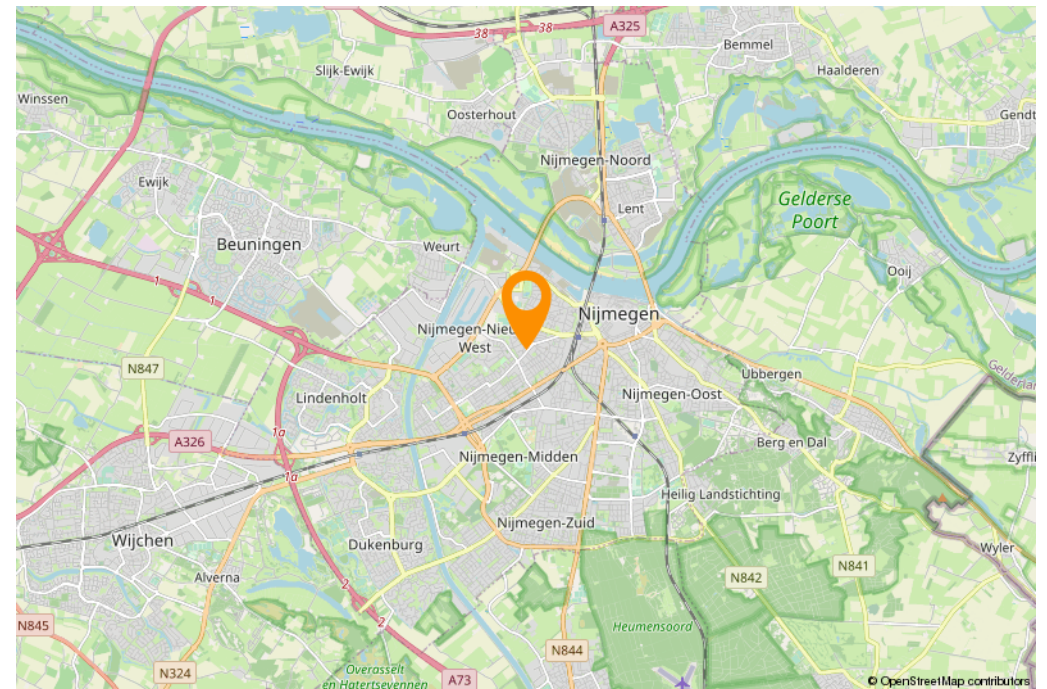 38
38
A325
Bemmel
Slijk-Ewijk
Haalderen
Winssen
Oosterhout
Gendt
Nijmegen-Noord
Ewijk
Gelderse
Poort
Lent
Beuningen
Weurt
Ooij
1
1
Nijmegen
Nijmegen-Nieu
West
N847
Gelderlan
Ubbergen
Lindenholt
Nijmegen-Oost
1a
A326
Berg en Dal
Nijmegen-Midden
Zyffli
1a
Heilig Landstichting
Nijmegen-Zuid
Wijchen
Dukenburg
Wyler
N841
Alverna
N842
2
2
N845
Heumensoord
N844
N324
Overasselt
en Hatertsevennen
A73
© OpenStreetMap contributors